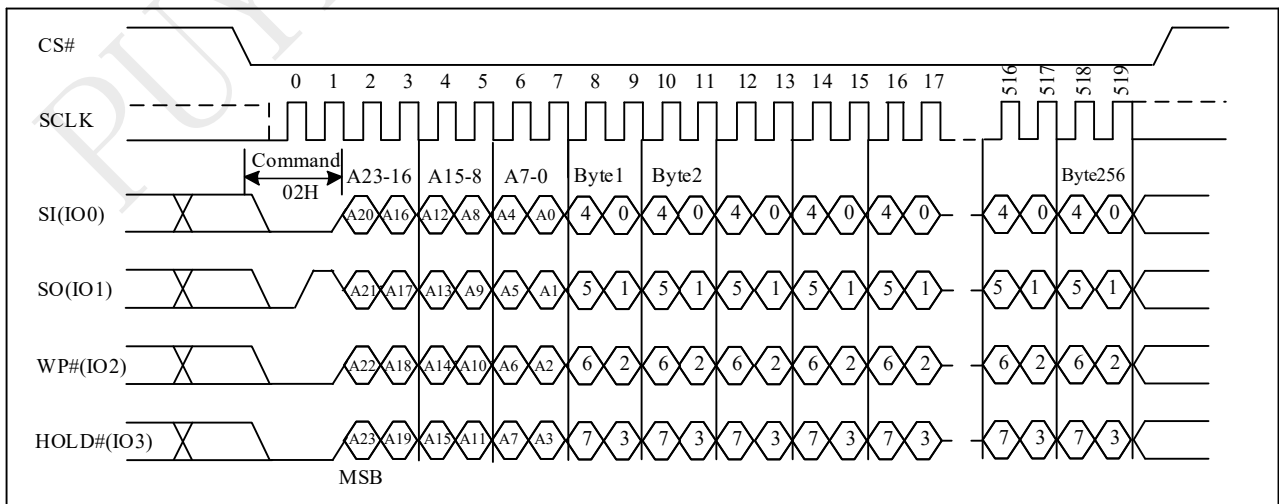 PUY
CS#
0 1 2 3 4 5 6 7 8 9 10 11 12 13 14 15 16 17 516 517 518 519
SCLK
Command
02H
A23-16 A15-8 A7-0 Byte1 Byte2 Byte256
SI(IO0) A20 A16 A12 A8 A4 A0 4 0 4 0 4 0 4 0 4 0 4 0 4 0
SO(IO1) A21 A17 A13 A9 A5 A1 5 1 5 1 5 1 5 1 5 1 5 1 5 1
WP#(IO2) A22 A18 A14 A10 A6 A2 6 2 6 2 6 2 6 2 6 2 6 2 6 2
HOLD#(IO3) A23 A19 A15 A11 A7 A3 7 3 7 3 7 3 7 3 7 3 7 3 7 3
MSB